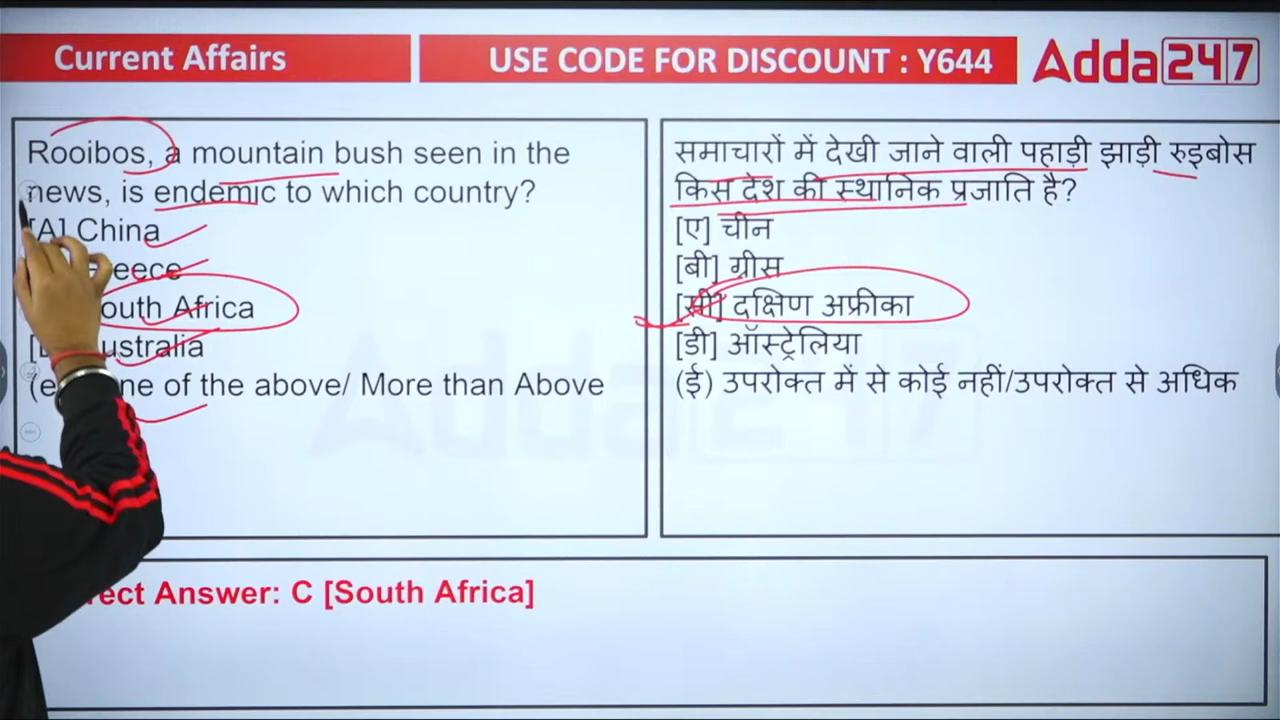 Current Affairs
USE CODE FOR DISCOUNT : Y644
Adda247
Rooibos, a mountain bush seen in the
news, is endemic to which country?
[A] China
eece
outh Africa
ustralia
(e ne of the above/ More than Above
समाचारों में देखी जाने वाली पहाड़ी झाड़ी रुइबोस
किस देश की स्थानिक प्रजाति है?
[ए] चीन
[बी] ग्रीस
[सी] दक्षिण अफ्रीका
[डी] ऑस्ट्रेलिया
(ई) उपरोक्त में से कोई नहीं/उपरोक्त से अधिक
Adda247
rect Answer: C [South Africa]